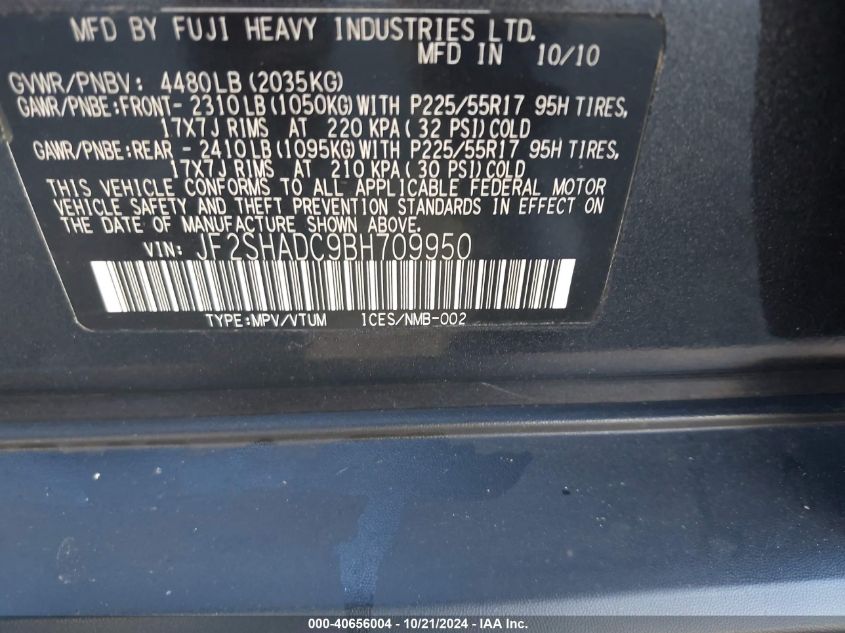 MFD BY FUJI HEAVY INDUSTRIES LTD.
MFD IN 10/10
GVWR/PNBV: 4480LB (2035KG)
GAWR/PNBE:FRONT- 2310LB (1050KG) WITH P225/55R17 95H TIRES,
17X7J RIMS AT 220 KPA( 32 PSI) COLD
GAWR/PNBE:REAR - 2410LB (1095KG) WITH P225/55R17 95H TIRES,
17X7J RIMS AT 210 KPA( 30 PSI) COLD
THIS VEHICLE CONFORMS TO ALL APPLICABLE FEDERAL MOTOR
VEHICLE SAFETY AND THEFT PREVENTION STANDARDS IN EFFECT ON
THE DATE OF MANUFACTURE SHOWN ABOVE.
VIN: JF2SHADC9BH709950
TYPE:MPV/VTUM ICES/NMB-002
000-40656004 - 10/21/2024 - IAA Inc.